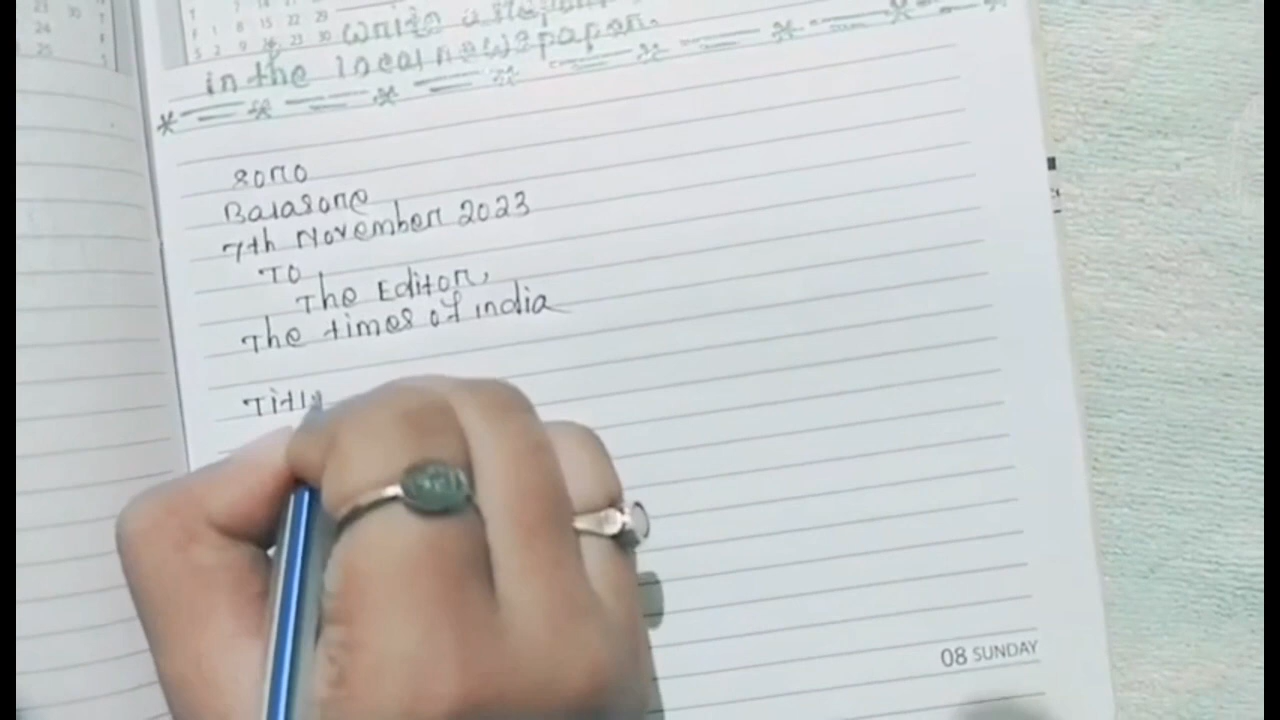 write a
in the local newspaper.
Soro
Balasore
7th November 2023
To
The Editor,
The times of india
Title
08 SUNDAY